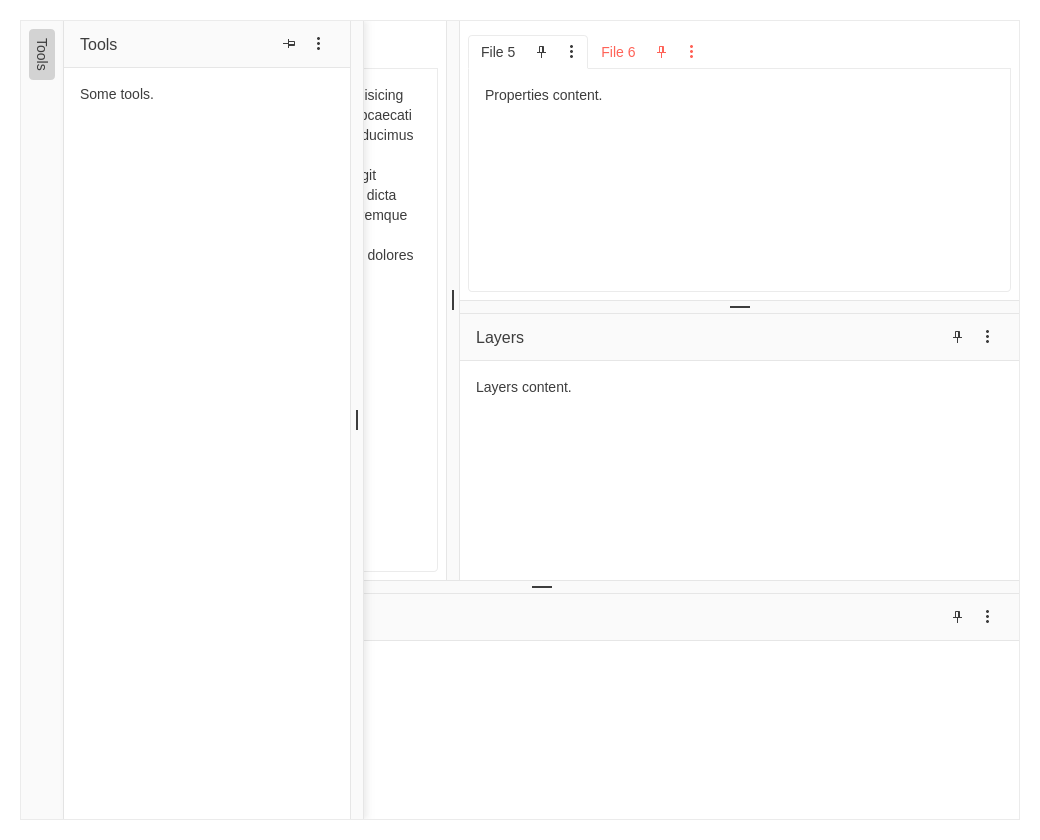 Tools
Tools
Some tools.
isicing
dolores
ducimus
git
dicta
emque
File 5
File 6
Properties content.
Layers
Layers content.